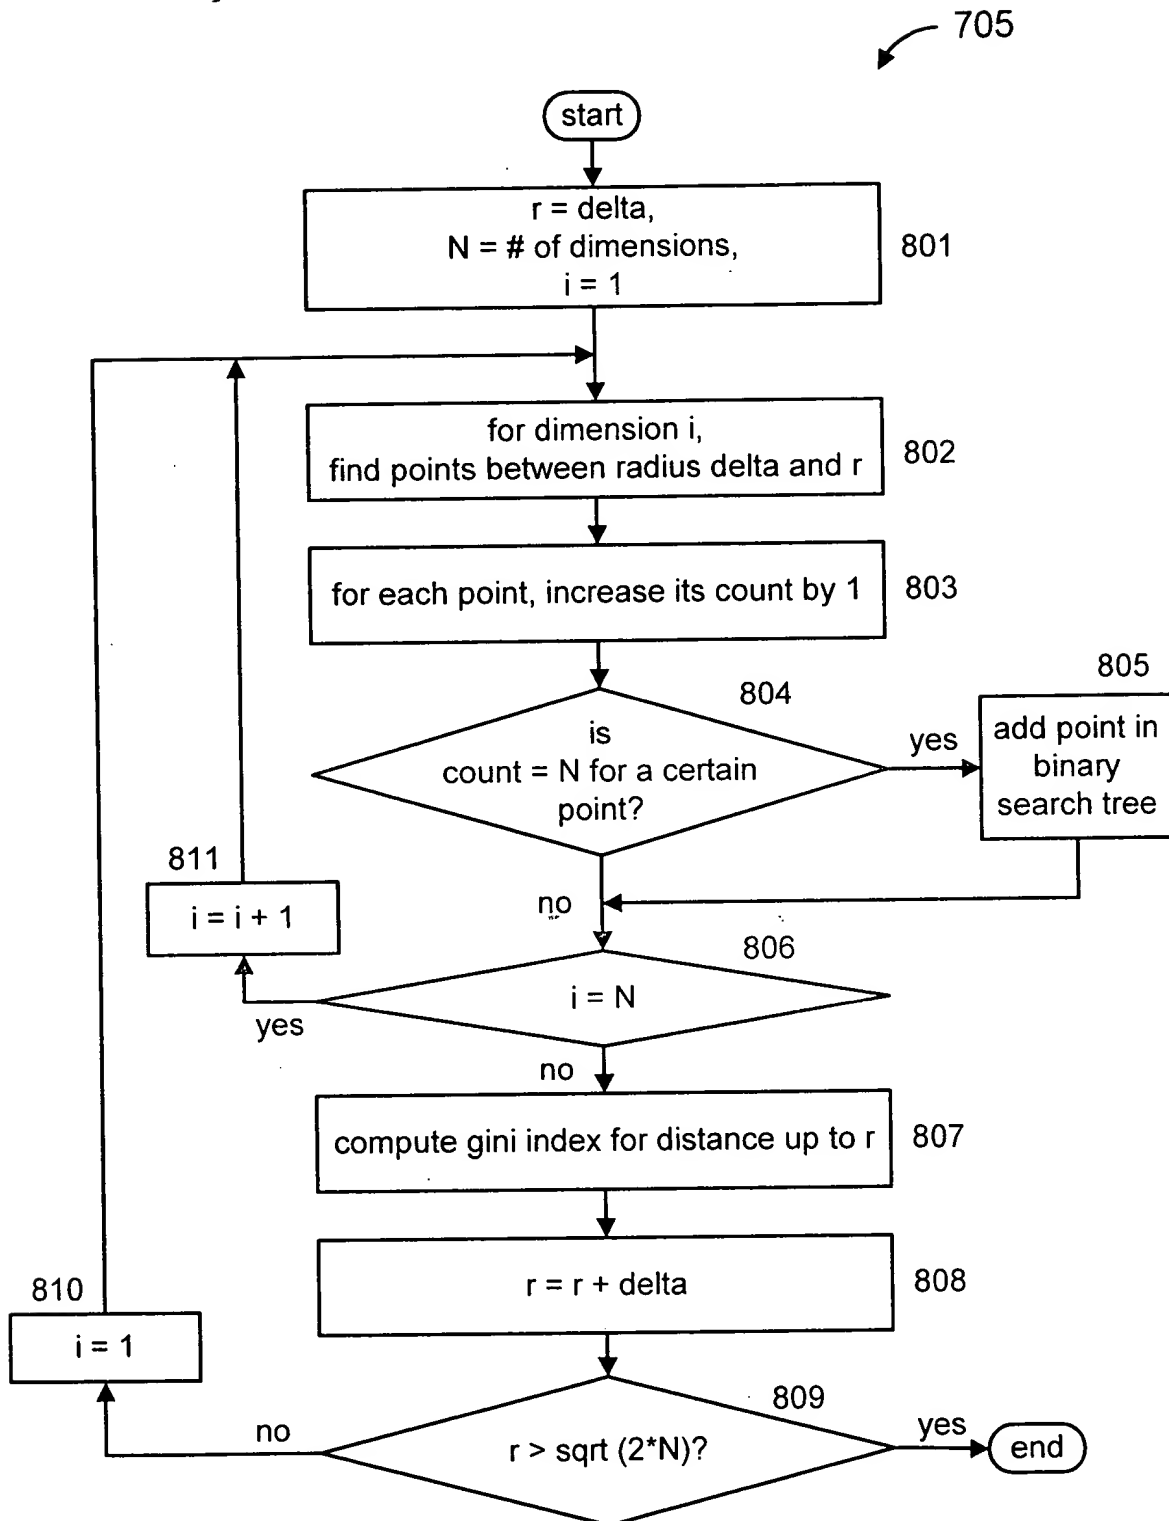 705
start
r = delta,
N = # of dimensions,
i = 1
801
for dimension i,
find points between radius delta and r
802
for each point, increase its count by 1
803
804
is
count = N for a certain
point?
yes
805
add point in
binary
search tree
811
i = i + 1
no
806
i = N
yes
no
compute gini index for distance up to r
807
r = r + delta
808
810
i = 1
no
809
r > sqrt (2*N)?
yes
end